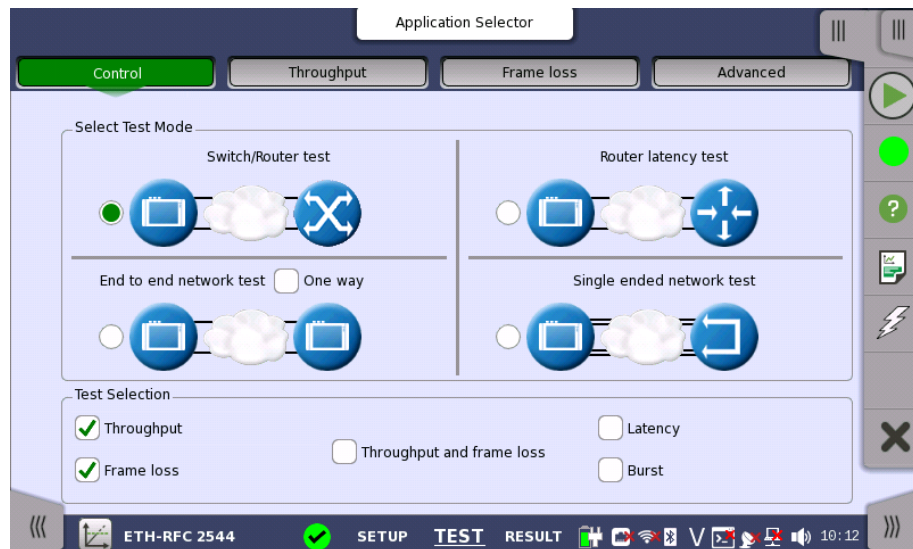 Application Selector
Control
Throughput
Frame loss
Advanced
Select Test Mode
Switch/Router test
Router latency test
End to end network test
One way
Single ended network test
Test Selection
Throughput
Latency
Throughput and frame loss
Frame loss
Burst
ETH-RFC 2544
SETUP
TEST
RESULT
10:12